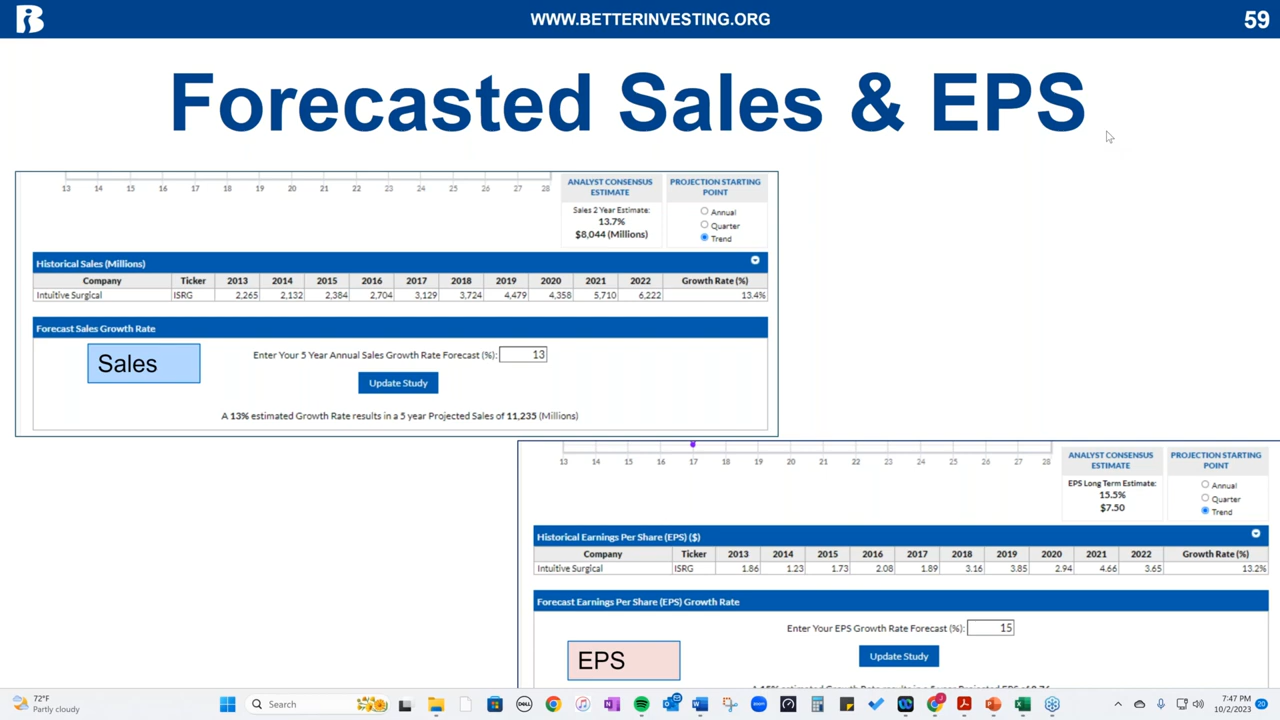 WWW.BETTERINVESTING.ORG
59
Forecasted Sales & EPS
13 14 15 16 17 18 19 20 21 22 23 24 25 26 27 28
ANALYST CONSENSUS ESTIMATE
Sales 2 Year Estimate:
13.7%
$8,044 (Millions)
PROJECTION STARTING POINT
Annual
Quarter
Trend
Historical Sales (Millions)
Company Ticker 2013 2014 2015 2016 2017 2018 2019 2020 2021 2022 Growth Rate (%)
Intuitive Surgical ISRG 2,265 2,132 2,384 2,704 3,129 3,724 4,479 4,358 5,710 6,222 13.4%
Forecast Sales Growth Rate
Sales
Enter Your 5 Year Annual Sales Growth Rate Forecast (%): 13
Update Study
A 13% estimated Growth Rate results in a 5 year Projected Sales of 11,235 (Millions)
13 14 15 16 17 18 19 20 21 22 23 24 25 26 27 28
ANALYST CONSENSUS ESTIMATE
EPS Long Term Estimate:
15.5%
$7.50
PROJECTION STARTING POINT
Annual
Quarter
Trend
Historical Earnings Per Share (EPS) ($)
Company Ticker 2013 2014 2015 2016 2017 2018 2019 2020 2021 2022 Growth Rate (%)
Intuitive Surgical ISRG 1.86 1.23 1.73 2.08 1.89 3.16 3.85 2.94 4.66 3.65 13.2%
Forecast Earnings Per Share (EPS) Growth Rate
Enter Your EPS Growth Rate Forecast (%): 15
EPS
Update Study
72°F
Partly cloudy
Search
DELL
zoom
7:47 PM
10/2/2023
20